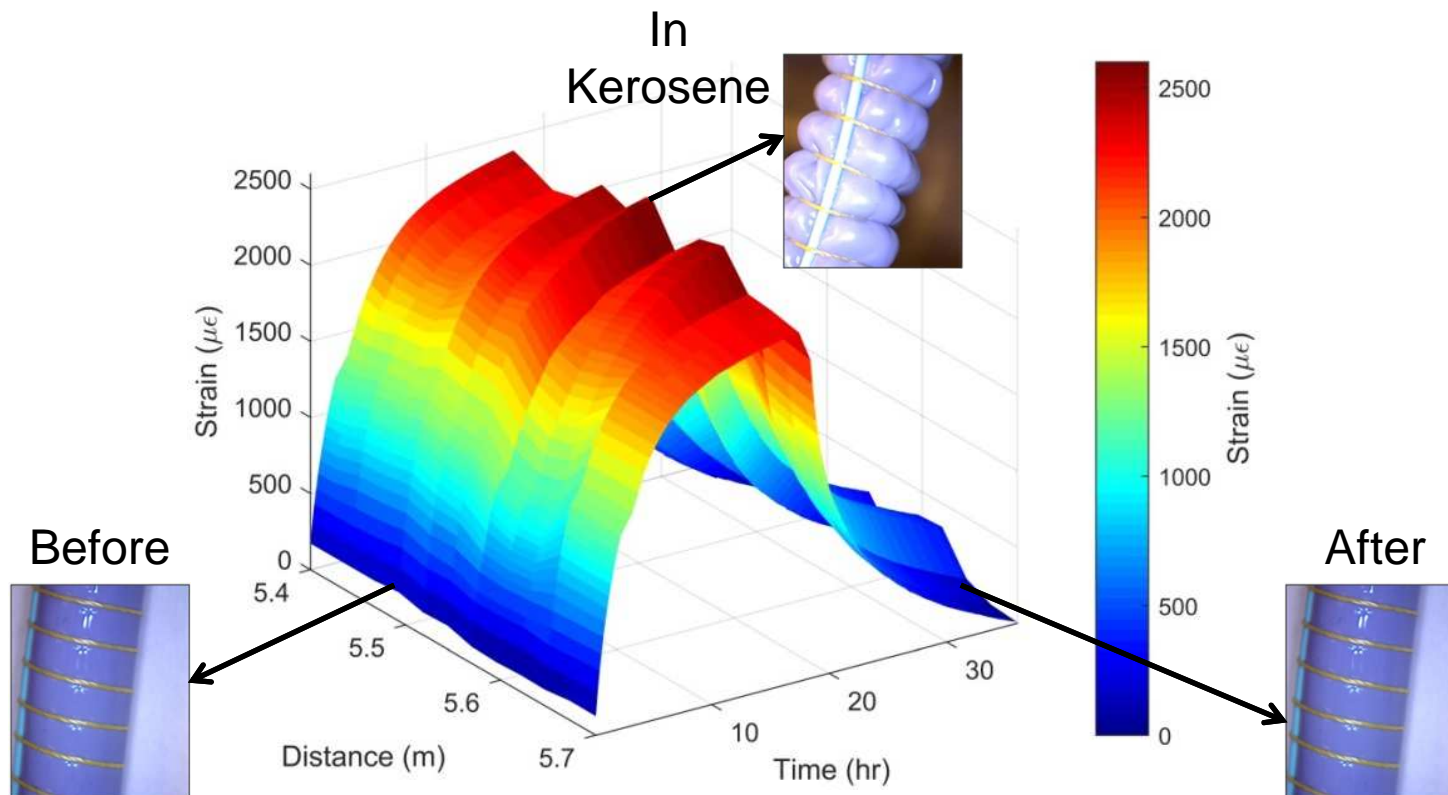 In
Kerosene
Before
After
Strain (με)
2500
2000
1500
1000
500
0
5.4
5.5
5.6
5.7
Distance (m)
10
20
30
Time (hr)
2500
2000
1500
1000
500
0
Strain (με)